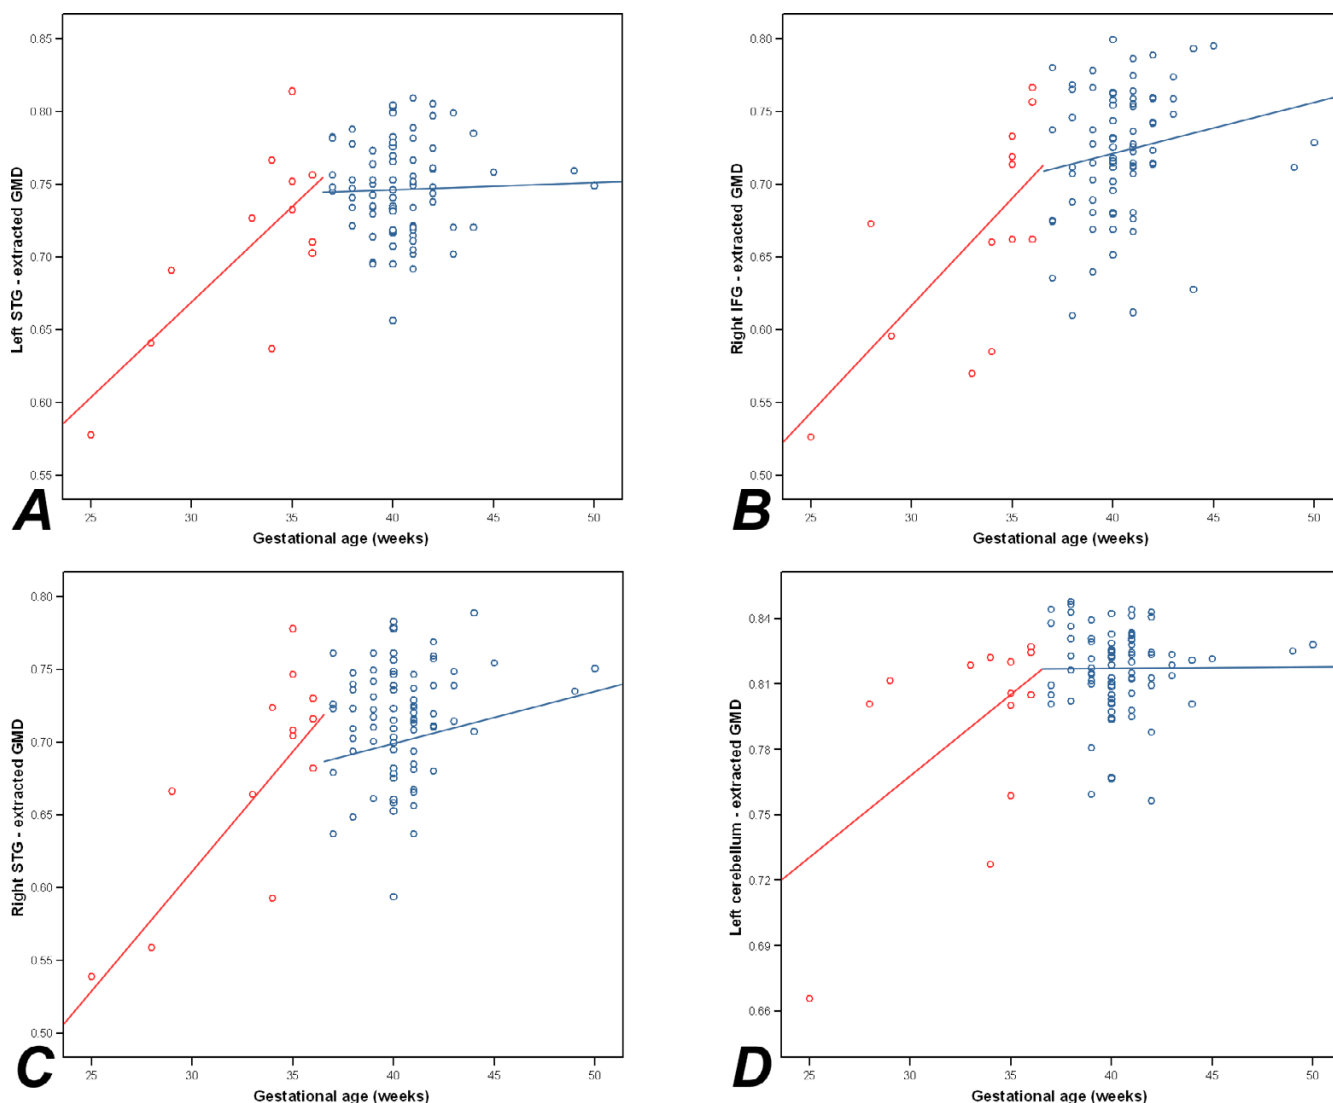 Left STG - extracted GMD
0.85
0.80
0.75
0.70
0.65
0.60
0.55
25 30 35 40 45 50
Gestational age (weeks)
A
Right IFG - extracted GMD
0.80
0.75
0.70
0.65
0.60
0.55
0.50
25 30 35 40 45 50
Gestational age (weeks)
B
Right STG - extracted GMD
0.80
0.75
0.70
0.65
0.60
0.55
0.50
25 30 35 40 45 50
Gestational age (weeks)
C
Left cerebellum - extracted GMD
0.84
0.81
0.78
0.75
0.72
0.69
0.66
25 30 35 40 45 50
Gestational age (weeks)
D